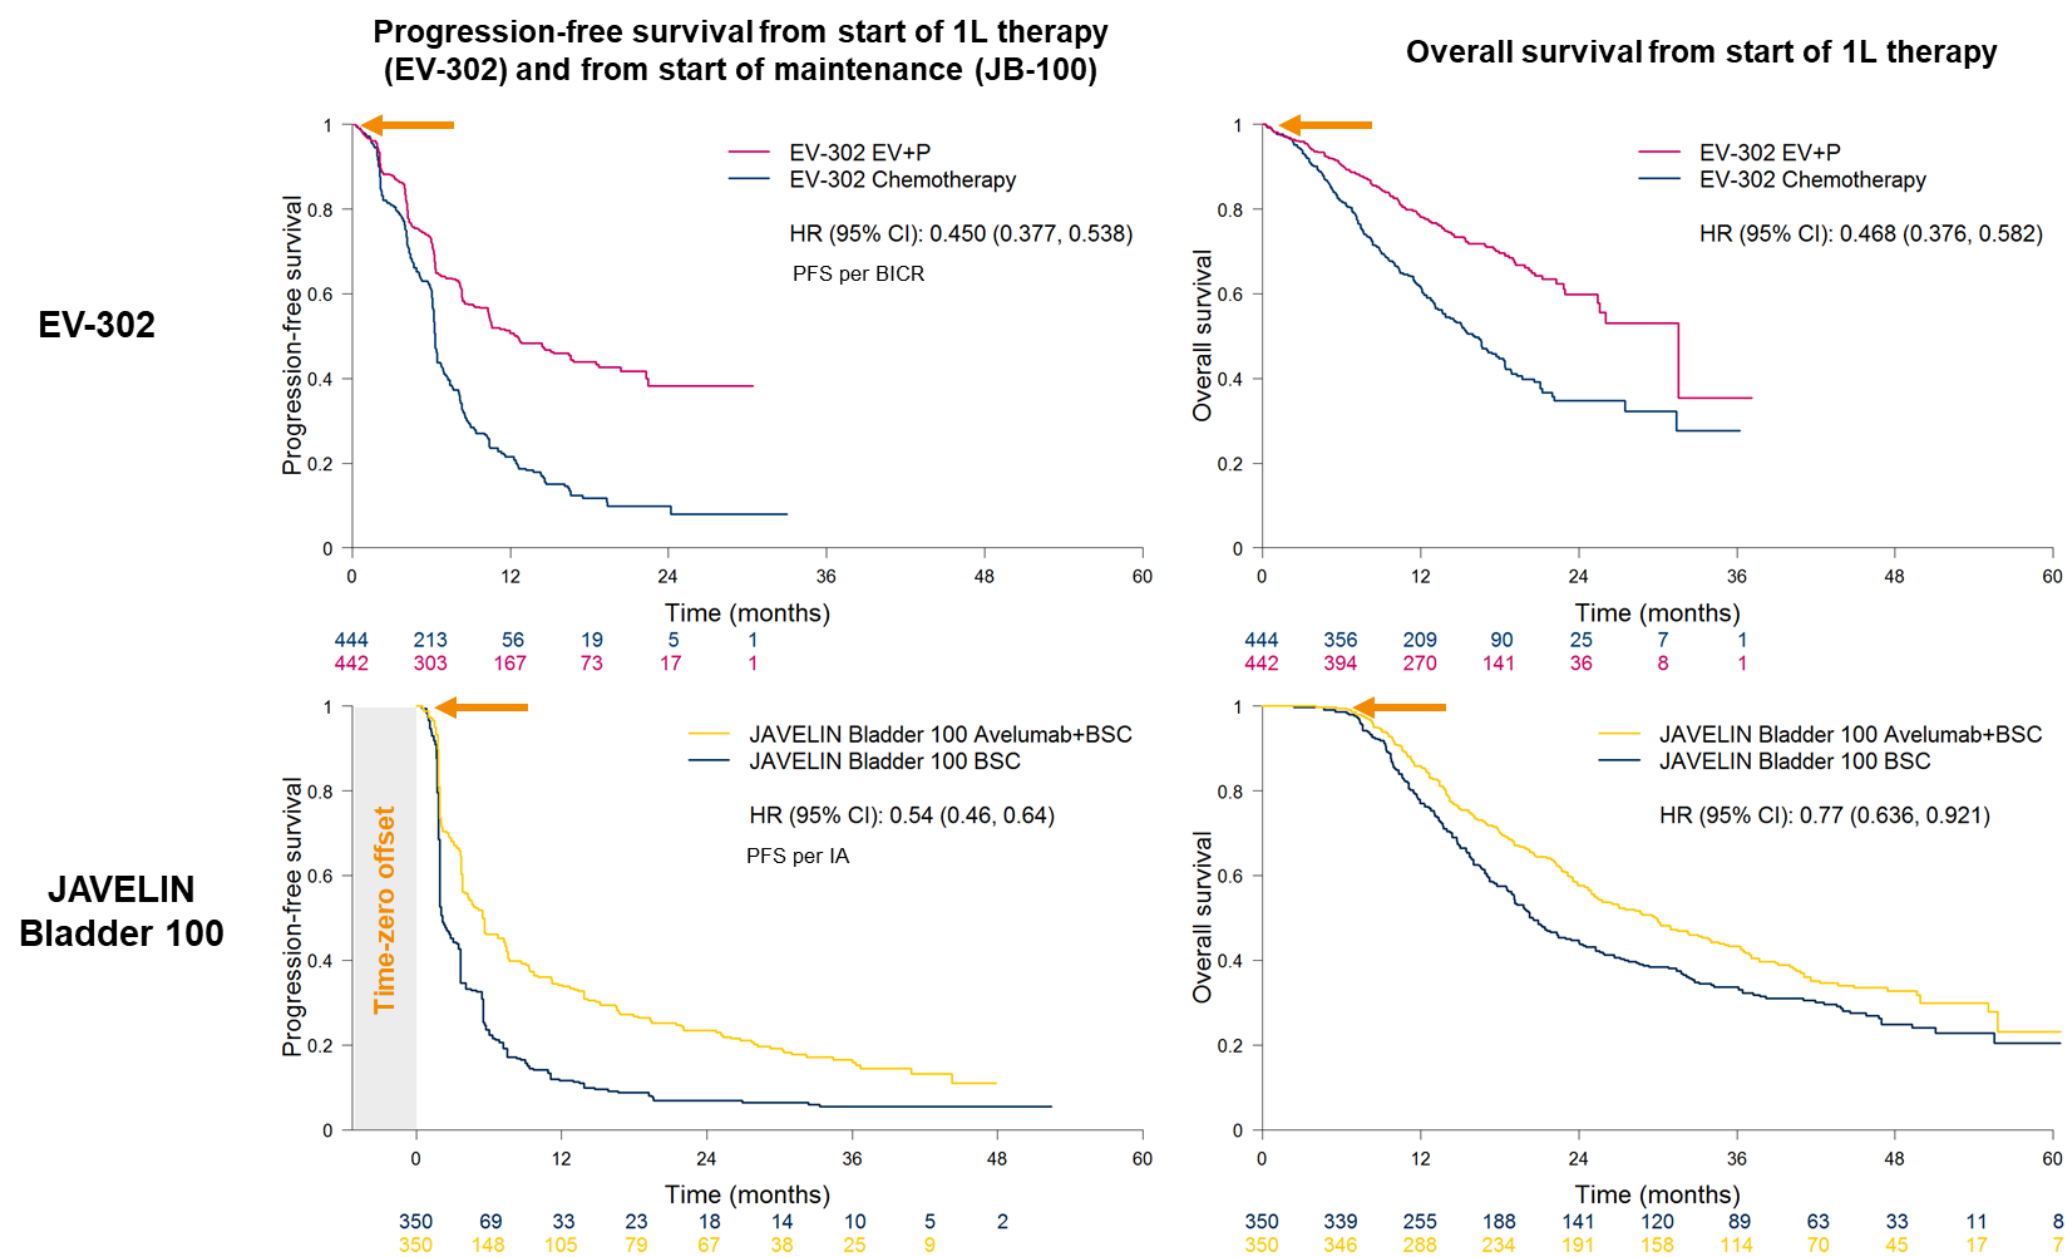 Progression-free survival from start of 1L therapy
(EV-302) and from start of maintenance (JB-100)
Overall survival from start of 1L therapy
EV-302
Progression-free survival
1
0.8
0.6
0.4
0.2
0
EV-302 EV+P
EV-302 Chemotherapy
HR (95% CI): 0.450 (0.377, 0.538)
PFS per BICR
0 12 24 36 48 60
Time (months)
444 213 56 19 5 1
442 303 167 73 17 1
Overall survival
1
0.8
0.6
0.4
0.2
0
EV-302 EV+P
EV-302 Chemotherapy
HR (95% CI): 0.468 (0.376, 0.582)
0 12 24 36 48 60
Time (months)
444 356 209 90 25 7 1
442 394 270 141 36 8 1
JAVELIN
Bladder 100
Progression-free survival
1
0.8
0.6
0.4
0.2
0
Time-zero offset
JAVELIN Bladder 100 Avelumab+BSC
JAVELIN Bladder 100 BSC
HR (95% CI): 0.54 (0.46, 0.64)
PFS per IA
0 12 24 36 48 60
Time (months)
350 69 33 23 18 14 10 5 2
350 148 105 79 67 38 25 9
Overall survival
1
0.8
0.6
0.4
0.2
0
JAVELIN Bladder 100 Avelumab+BSC
JAVELIN Bladder 100 BSC
HR (95% CI): 0.77 (0.636, 0.921)
0 12 24 36 48 60
Time (months)
350 339 255 188 141 120 89 63 33 11 8
350 346 288 234 191 158 114 70 45 17 7